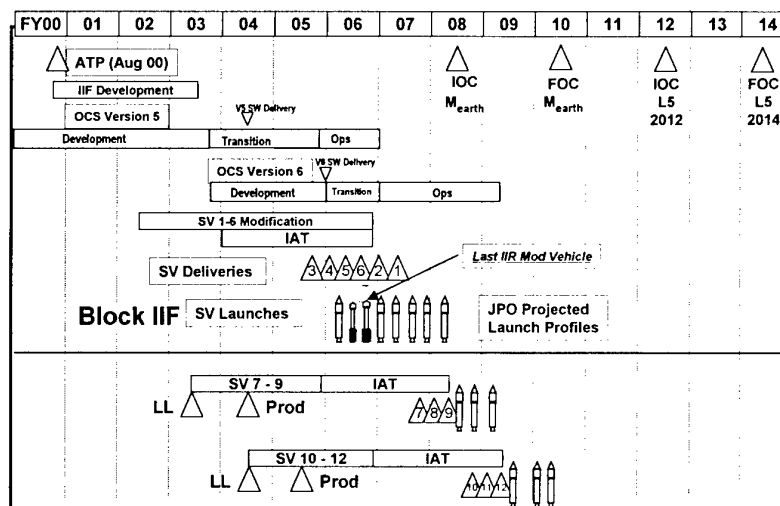 FY00 01 02 03 04 05 06 07 08 09 10 11 12 13 14
ATP (Aug 00)
IOC
M earth
FOC
M earth
IOC
L5
2012
FOC
L5
2014
IIF Development
OCS Version 5
V5 SW Delivery
Development Transition Ops
OCS Version 6
V6 SW Delivery
Development Transition Ops
SV 1-6 Modification
IAT
SV Deliveries
3 4 5 6 2 1
Last IIR Mod Vehicle
Block IIF
SV Launches
JPO Projected
Launch Profiles
SV 7 - 9 IAT
LL Prod
7 8 9
SV 10 - 12 IAT
LL Prod
10 11 12